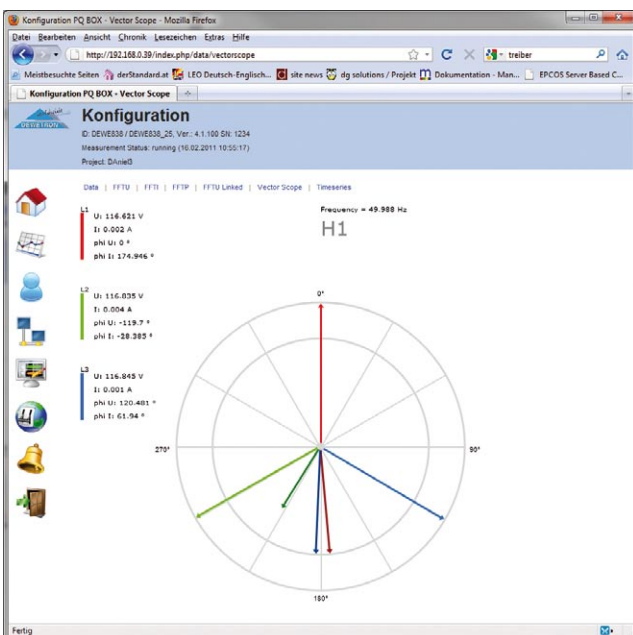 Konfiguration PQ BOX - Vector Scope - Mozilla Firefox
Datei Bearbeiten Ansicht Chronik Lesezeichen Extras Hilfe
http://192.168.0.39/index.php/data/vectorscope
treiber
Meistbesuchte Seiten derStandard.at LEO Deutsch-Englisch... site news dg solutions / Projekt Dokumentation - Man... EPCOS Server Based C...
Konfiguration PQ BOX - Vector Scope
DEWETRON
Konfiguration
ID: DEWE838 / DEWE838_25, Ver.: 4.1.100 SN: 1234
Measurement Status: running (16.02.2011 10:55:17)
Project: DAniel3
Data | FFTU | FFTI | FFTP | FFTU Linked | Vector Scope | Timeseries
L1
U: 116.621 V
I: 0.002 A
phi U: 0 °
phi I: 174.946 °
Frequency = 49.988 Hz
H1
L2
U: 116.835 V
I: 0.004 A
phi U: -119.7 °
phi I: -28.385 °
L3
U: 116.845 V
I: 0.001 A
phi U: 120.481 °
phi I: 61.94 °
0°
270°
90°
180°
Fertig